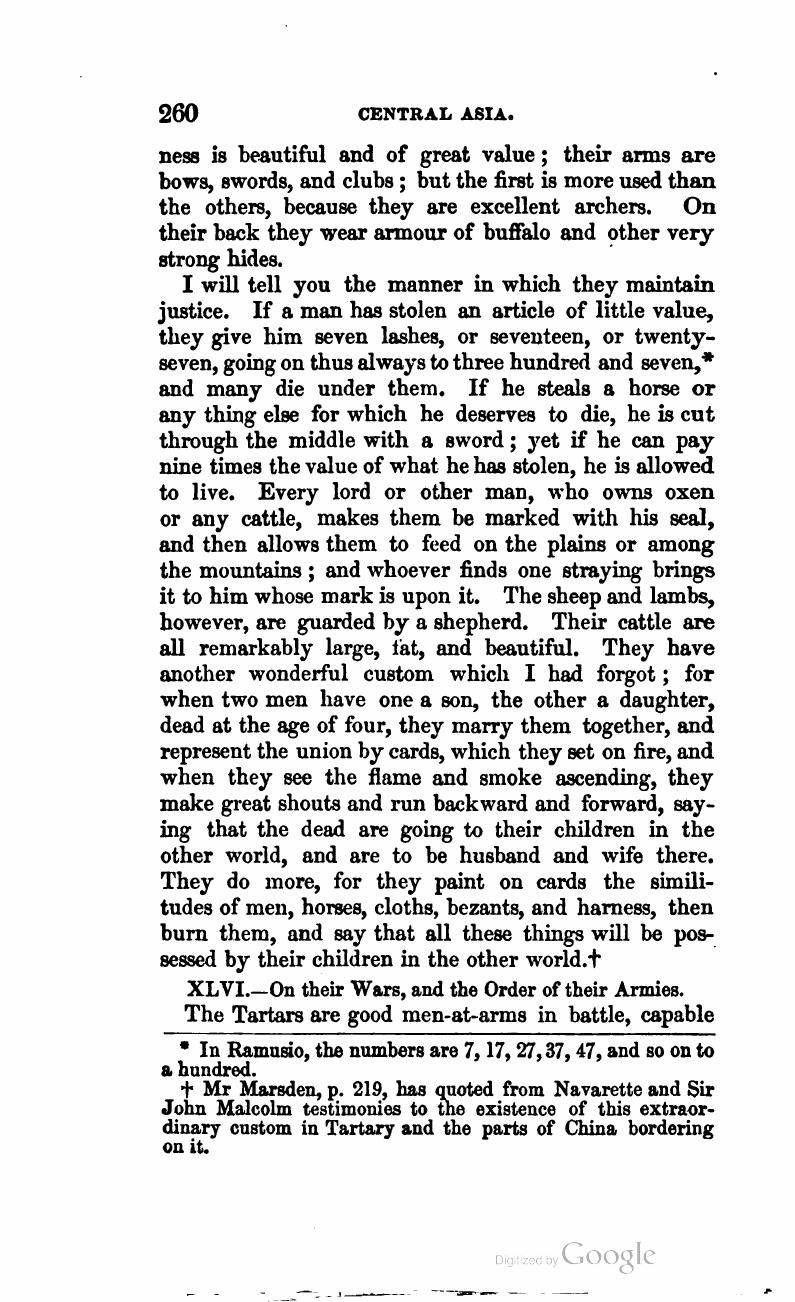 260 CENTRAL ASIA.
ness is beautiful and of great value ; their arms are
bows, swords, and clubs ; but the first is more used than
the others, because they are excellent archers. On
their back they wear armour of buffalo and other very
strong hides.
I will tell you the manner in which they maintain
justice. If a man has stolen an article of little value,
they give him seven lashes, or seventeen, or twenty-
seven, going on thus always to three hundred and seven,*
and many die under them. If he steals a horse or
any thing else for which he deserves to die, he is cut
through the middle with a sword ; yet if he can pay
nine times the value of what he has stolen, he is allowed
to live. Every lord or other man, who owns oxen
or any cattle, makes them be marked with his seal,
and then allows them to feed on the plains or among
the mountains ; and whoever finds one straying brings
it to him whose mark is upon it. The sheep and lambs,
however, are guarded by a shepherd. Their cattle are
all remarkably large, fat, and beautiful. They have
another wonderful custom which I had forgot ; for
when two men have one a son, the other a daughter,
dead at the age of four, they marry them together, and
represent the union by cards, which they set on fire, and
when they see the flame and smoke ascending, they
make great shouts and run backward and forward, say-
ing that the dead are going to their children in the
other world, and are to be husband and wife there.
They do more, for they paint on cards the simili-
tudes of men, horses, cloths, bezants, and harness, then
burn them, and say that all these things will be pos-
sessed by their children in the other world.†
XLVI.—On their Wars, and the Order of their Armies.
The Tartars are good men-at-arms in battle, capable
* In Ramusio, the numbers are 7, 17, 27, 37, 47, and so on to
a hundred.
† Mr Marsden, p. 219, has quoted from Navarette and Sir
John Malcolm testimonies to the existence of this extraor-
dinary custom in Tartary and the parts of China bordering
on it.
Digitized by Google